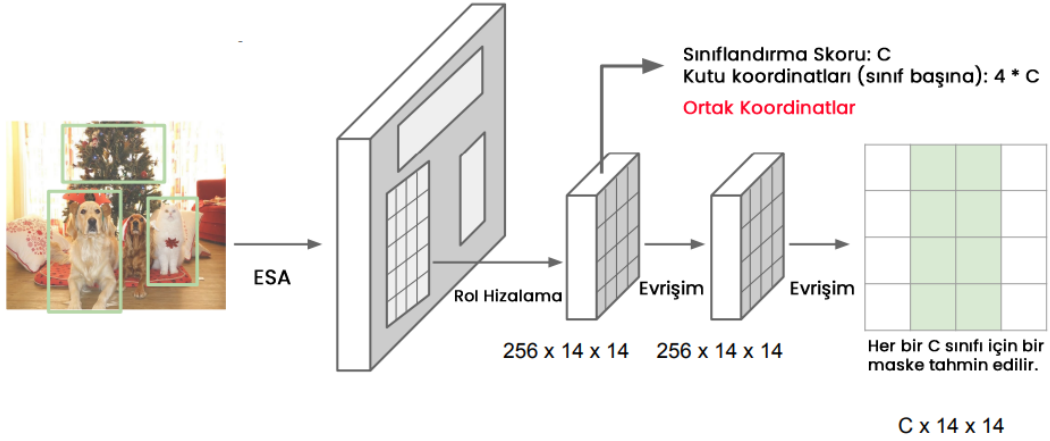 Sınıflandırma Skoru: C
Kutu koordinatları (sınıf başına): 4 * C
Ortak Koordinatlar
ESA
Rol Hizalama
Evrişim
Evrişim
256 x 14 x 14
256 x 14 x 14
Her bir C sınıfı için bir
maske tahmin edilir.
C x 14 x 14